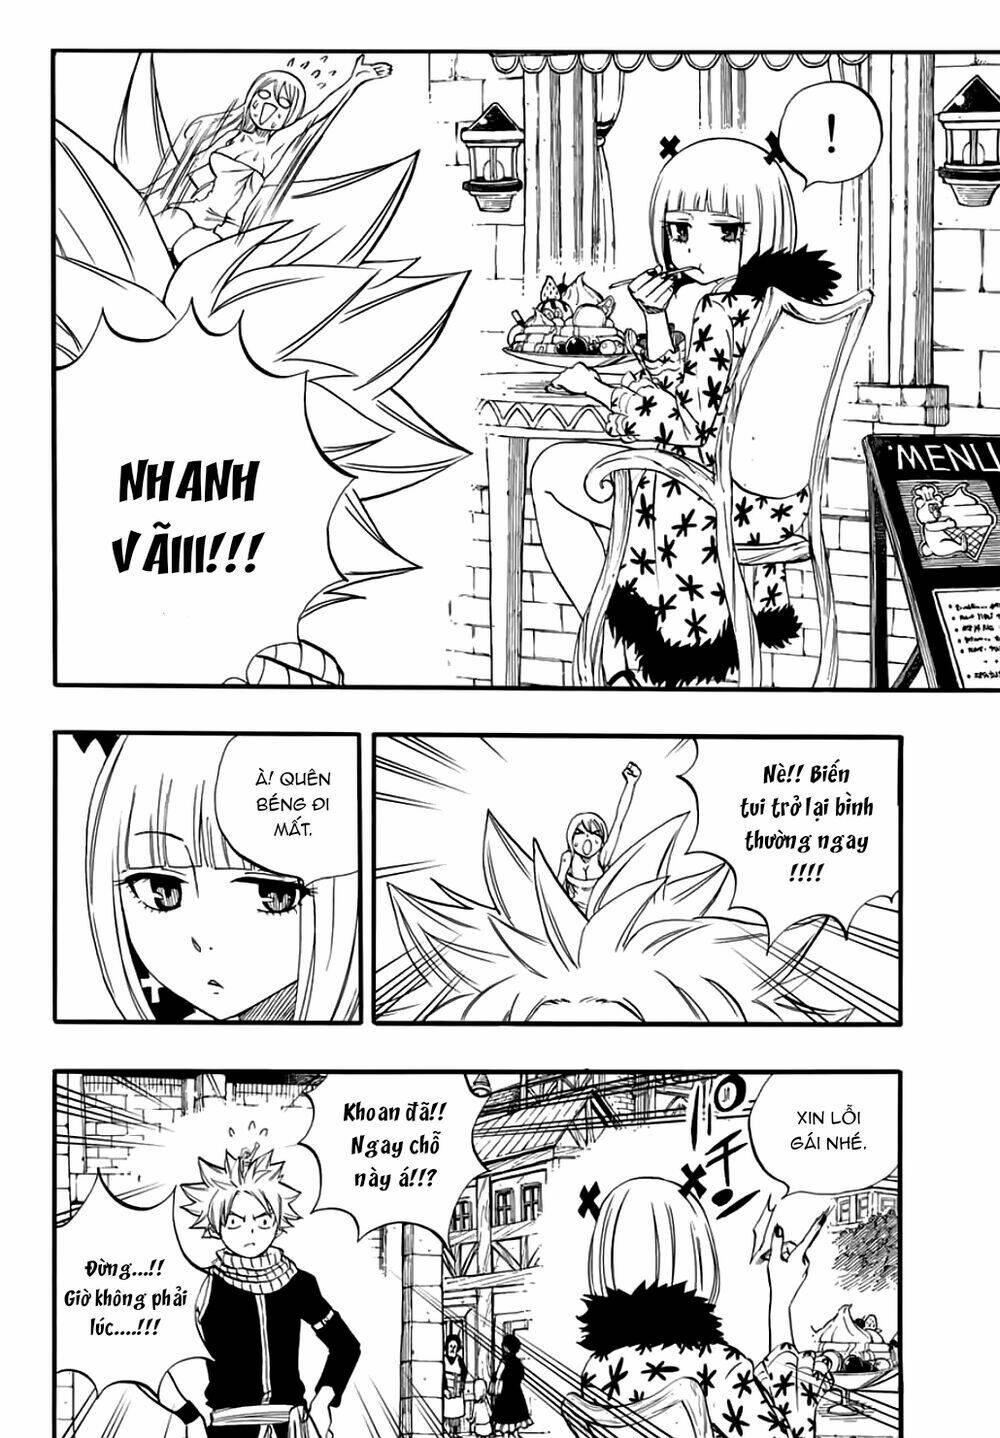 !
NHANH
VÃIII!!!
MENU
À! QUÊN
BÉNG ĐI
MẤT.
Nè!! Biến
tui trở lại bình
thường ngay
!!!!
XIN LỖI
GÁI NHÉ.
Khoan đã!!
Ngay chỗ
này á!!?
Đừng...!!
Giờ không phải
lúc....!!!